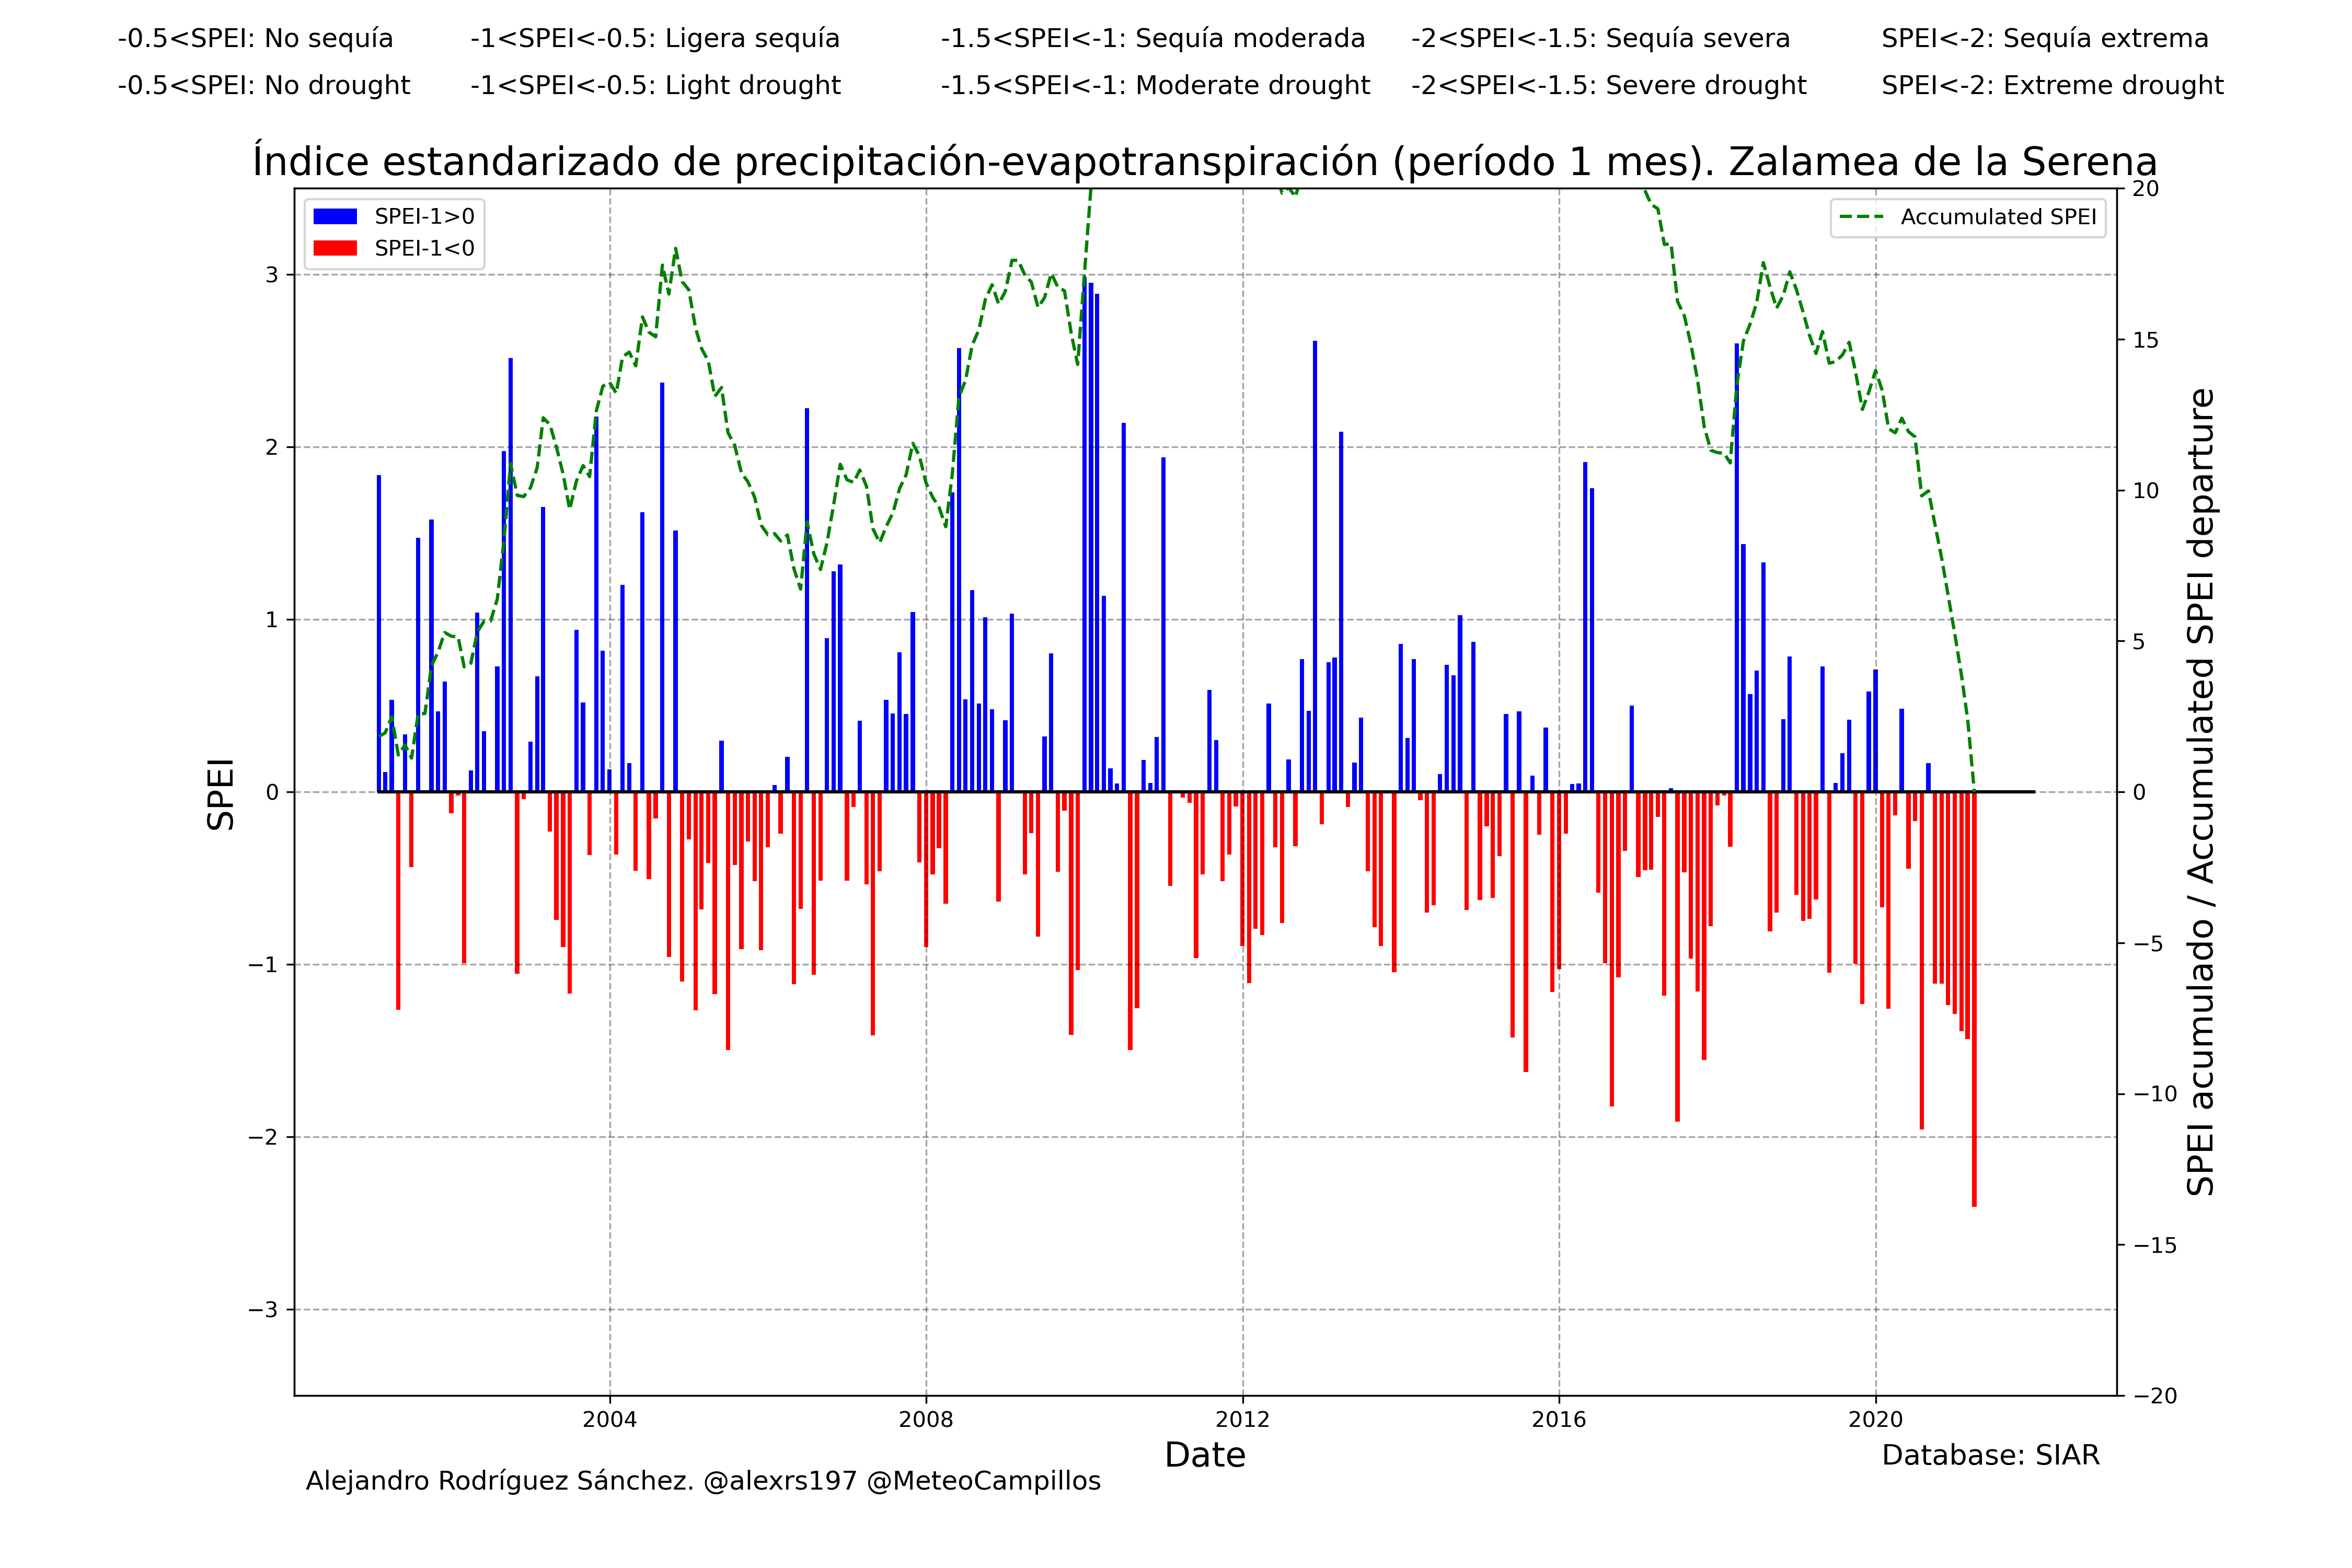 -0.5<SPEI: No sequía -1<SPEI<-0.5: Ligera sequía -1.5<SPEI<-1: Sequía moderada -2<SPEI<-1.5: Sequía severa SPEI<-2: Sequía extrema
-0.5<SPEI: No drought -1<SPEI<-0.5: Light drought -1.5<SPEI<-1: Moderate drought -2<SPEI<-1.5: Severe drought SPEI<-2: Extreme drought
Índice estandarizado de precipitación-evapotranspiración (período 1 mes). Zalamea de la Serena
SPEI-1>0
SPEI-1<0
Accumulated SPEI
SPEI
3
2
1
0
−1
−2
−3
20
15
10
5
0
−5
−10
−15
−20
SPEI acumulado / Accumulated SPEI departure
2004 2008 2012 2016 2020
Date
Database: SIAR
Alejandro Rodríguez Sánchez. @alexrs197 @MeteoCampillos